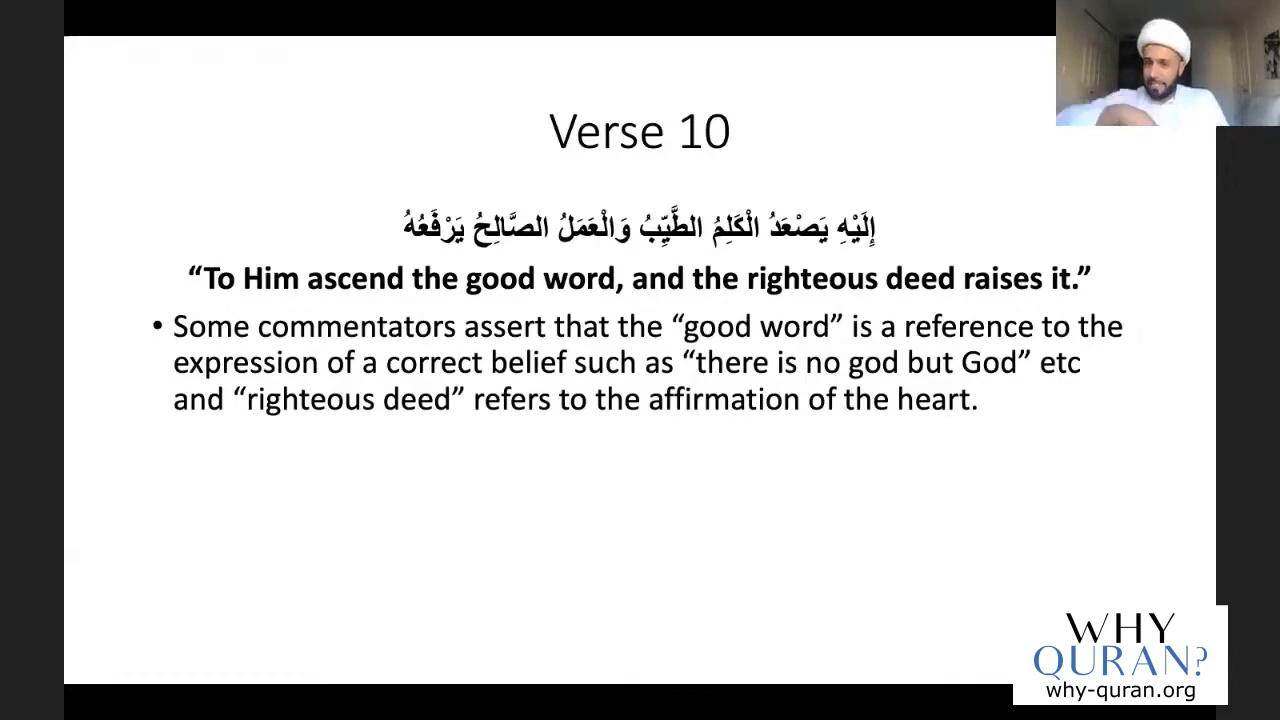 Verse 10
إِلَيْهِ يَصْعَدُ الْكَلِمُ الطَّيِّبُ وَالْعَمَلُ الصَّالِحُ يَرْفَعُهُ
“To Him ascend the good word, and the righteous deed raises it.”
• Some commentators assert that the “good word” is a reference to the
expression of a correct belief such as “there is no god but God” etc
and “righteous deed” refers to the affirmation of the heart.
WHY
QURAN?
why-quran.org